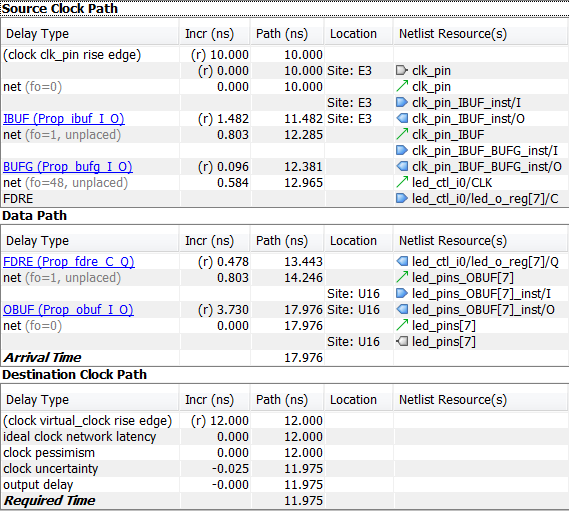 Source Clock Path
Delay Type Incr (ns) Path (ns) Location Netlist Resource(s)
(clock clk_pin rise edge) (r) 10.000 10.000
(r) 0.000 10.000 Site: E3 clk_pin
net (fo=0) 0.000 10.000 clk_pin
Site: E3 clk_pin_IBUF_inst/I
IBUF (Prop_ibuf_I_O) (r) 1.482 11.482 Site: E3 clk_pin_IBUF_inst/O
net (fo=1, unplaced) 0.803 12.285 clk_pin_IBUF
clk_pin_IBUF_BUFG_inst/I
BUFG (Prop_bufg_I_O) (r) 0.096 12.381 clk_pin_IBUF_BUFG_inst/O
net (fo=48, unplaced) 0.584 12.965 led_ctl_i0/CLK
FDRE led_ctl_i0/led_o_reg[7]/C
Data Path
Delay Type Incr (ns) Path (ns) Location Netlist Resource(s)
FDRE (Prop_fdre_C_Q) (r) 0.478 13.443 led_ctl_i0/led_o_reg[7]/Q
net (fo=1, unplaced) 0.803 14.246 led_pins_OBUF[7]
Site: U16 led_pins_OBUF[7]_inst/I
OBUF (Prop_obuf_I_O) (r) 3.730 17.976 Site: U16 led_pins_OBUF[7]_inst/O
net (fo=0) 0.000 17.976 led_pins[7]
Site: U16 led_pins[7]
Arrival Time 17.976
Destination Clock Path
Delay Type Incr (ns) Path (ns) Location Netlist Resource(s)
(clock virtual_clock rise edge) (r) 12.000 12.000
ideal clock network latency 0.000 12.000
clock pessimism 0.000 12.000
clock uncertainty -0.025 11.975
output delay -0.000 11.975
Required Time 11.975